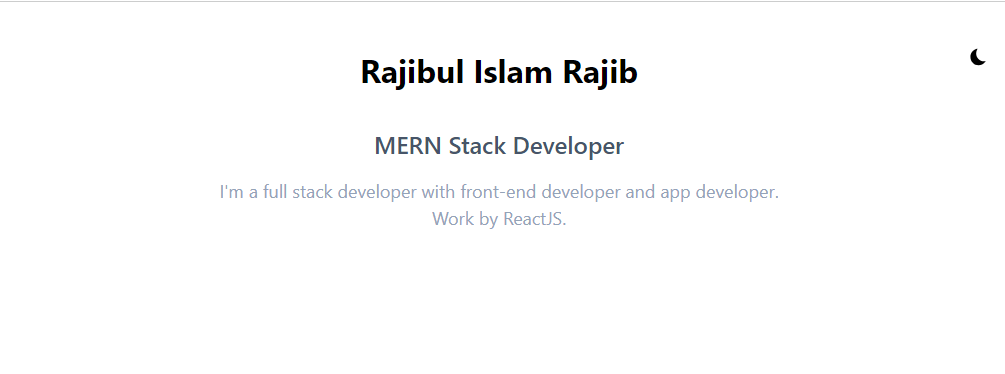 Rajibul Islam Rajib
MERN Stack Developer
I'm a full stack developer with front-end developer and app developer.
Work by ReactJS.